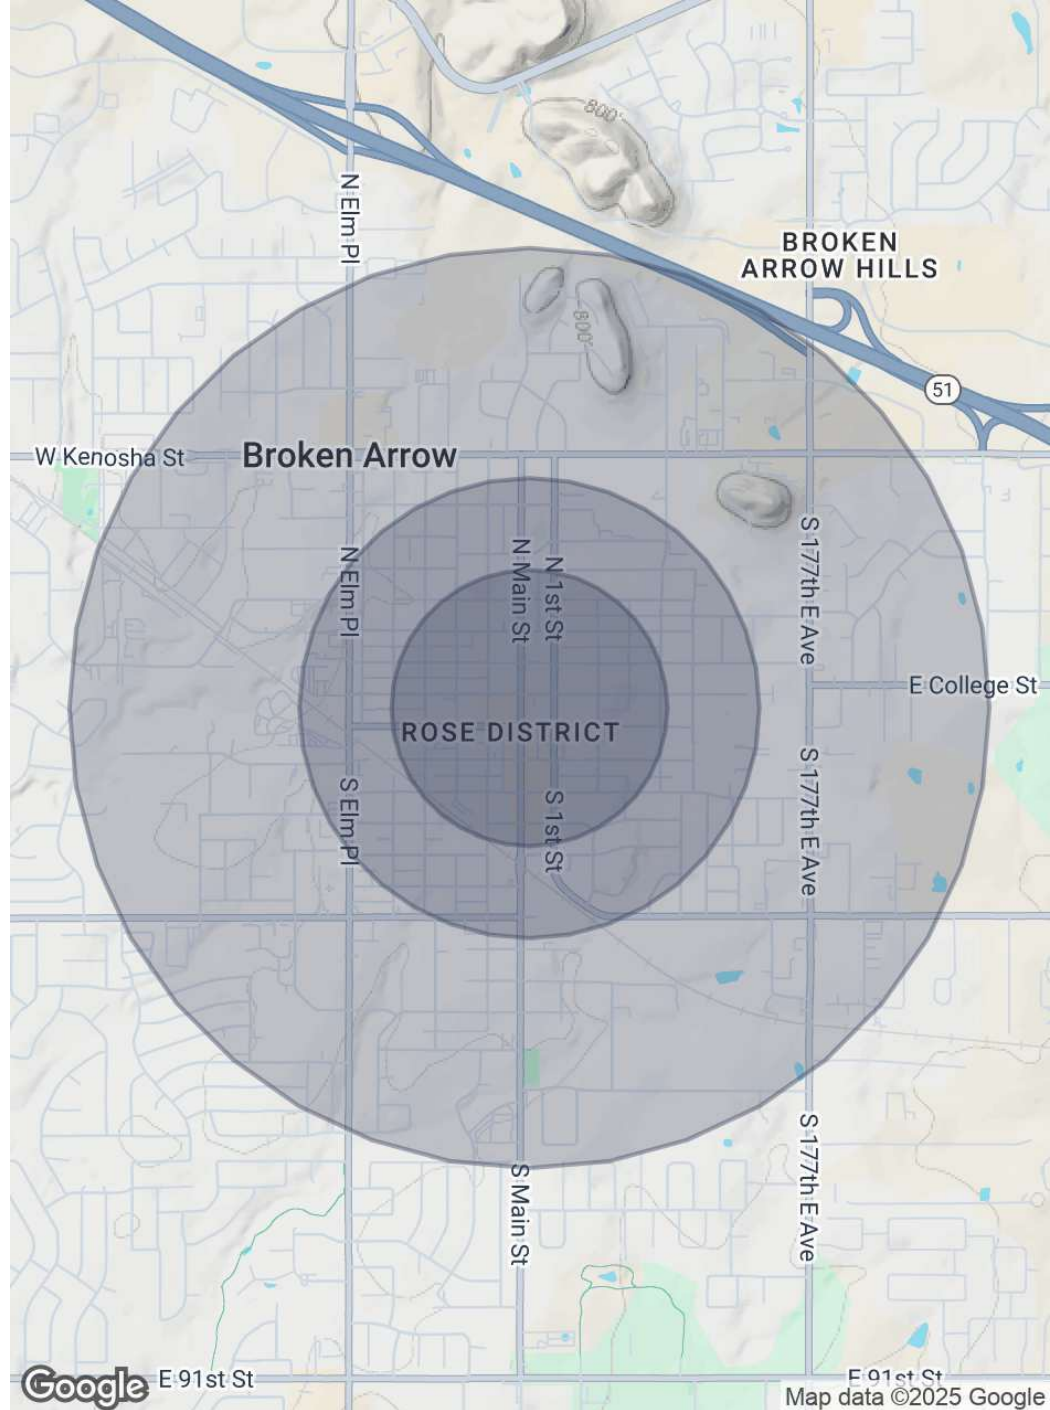 800'
N Elm Pl
BROKEN
ARROW HILLS
800'
51
W Kenosha St
Broken Arrow
N Elm Pl
N Main St
N 1st St
S 177th E Ave
E College St
ROSE DISTRICT
S Elm Pl
S 1st St
S 177th E Ave
S Main St
S 177th E Ave
Google
E 91st St
E 91st St
Map data ©2025 Google